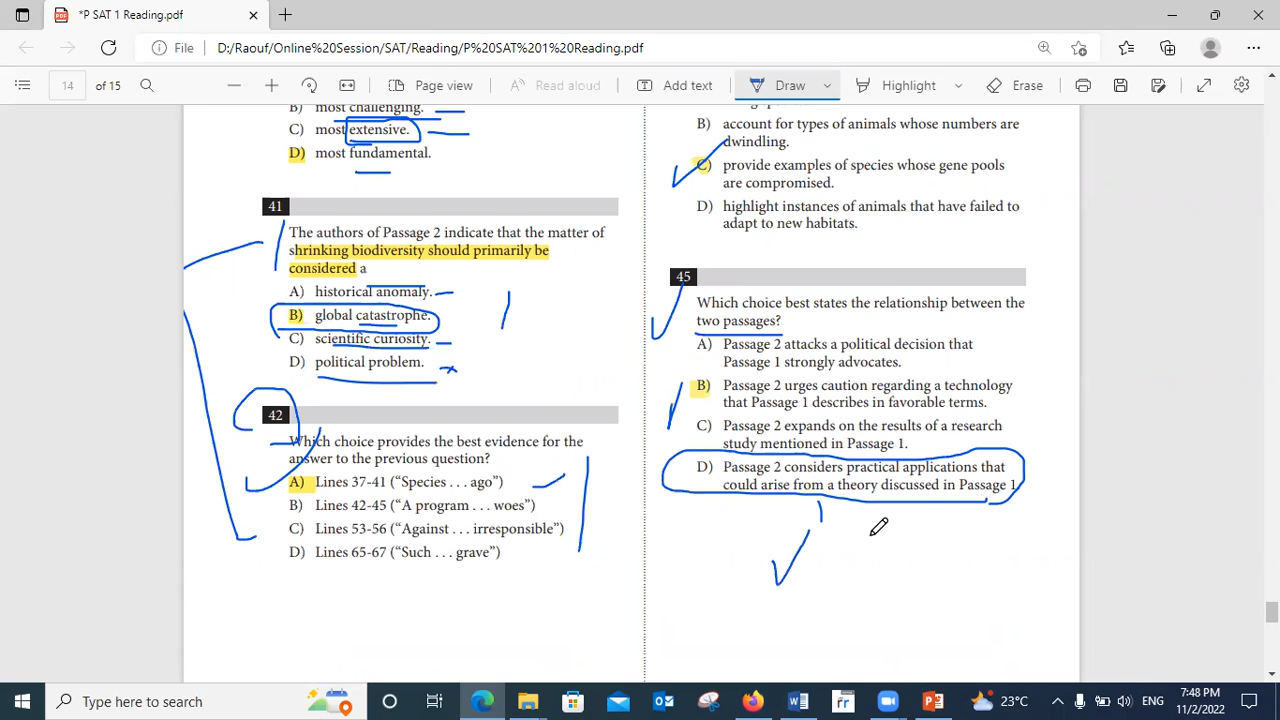 *P SAT 1 Reading.pdf
File
D:/Raouf/Online%20Session/SAT/Reading/P%20SAT%201%20Reading.pdf
14 of 15
Page view
Read aloud
Add text
Draw
Highlight
Erase
B) most challenging.
C) most extensive.
D) most fundamental.
41
The authors of Passage 2 indicate that the matter of
shrinking biodiversity should primarily be
considered a
A) historical anomaly.
B) global catastrophe.
C) scientific curiosity.
D) political problem.
42
Which choice provides the best evidence for the
answer to the previous question?
A) Lines 37-41 (“Species . . . ago”)
B) Lines 42-45 (“A program . . . woes”)
C) Lines 53-56 (“Against . . . irresponsible”)
D) Lines 65-67 (“Such . . . grave”)
B) account for types of animals whose numbers are
dwindling.
C) provide examples of species whose gene pools
are compromised.
D) highlight instances of animals that have failed to
adapt to new habitats.
45
Which choice best states the relationship between the
two passages?
A) Passage 2 attacks a political decision that
Passage 1 strongly advocates.
B) Passage 2 urges caution regarding a technology
that Passage 1 describes in favorable terms.
C) Passage 2 expands on the results of a research
study mentioned in Passage 1.
D) Passage 2 considers practical applications that
could arise from a theory discussed in Passage 1
Type here to search
23°C
ENG
7:48 PM
11/2/2022